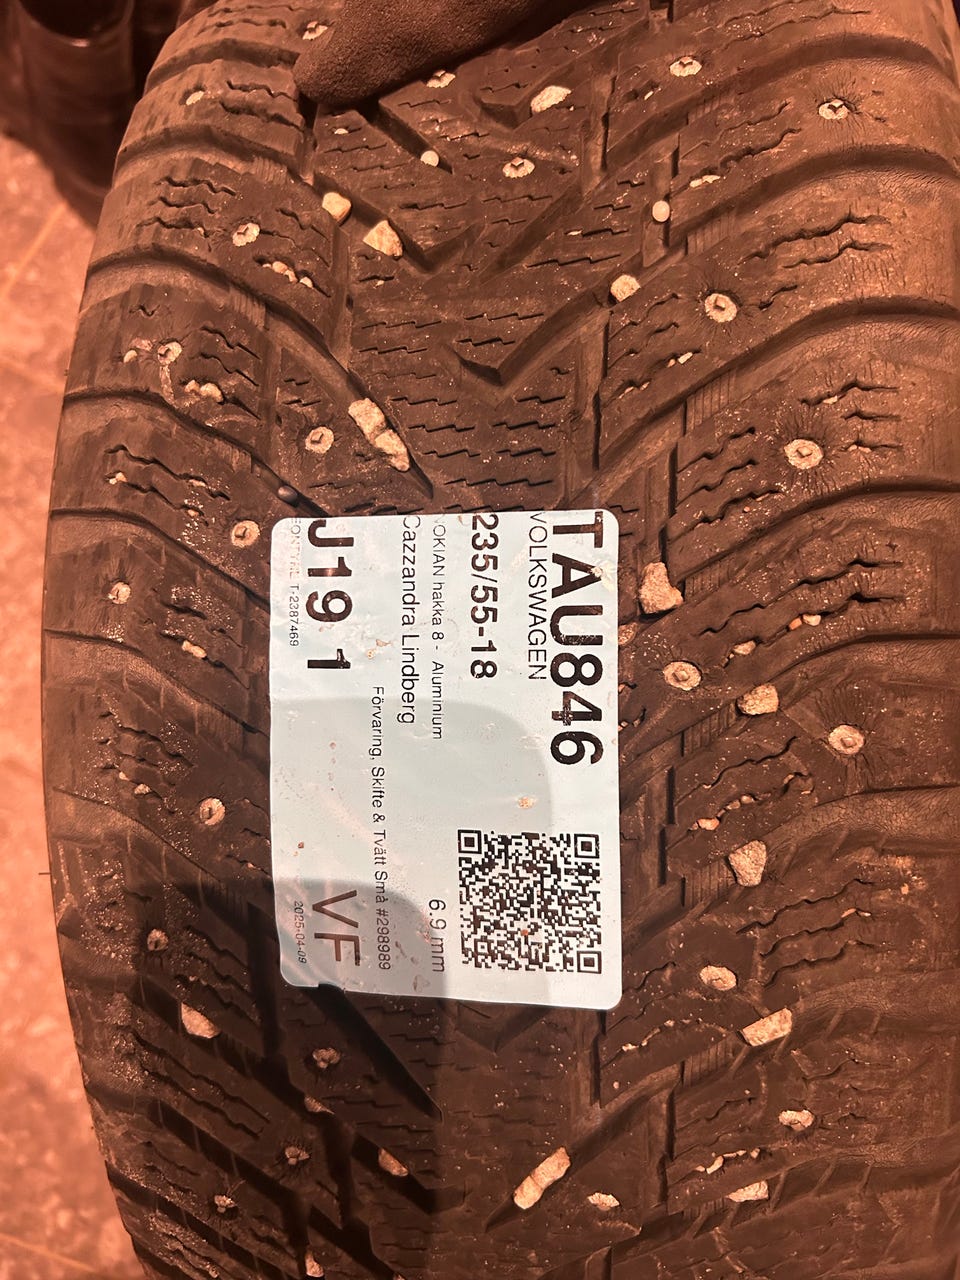 TAU846
VOLKSWAGEN
235/55-18
NOKIAN hakka 8 - Aluminium 6.9 mm
Cazzandra Lindberg
Förvaring, Skifte & Tvätt Små #298989
J19 1 VF
T-2387469 2025-04-09